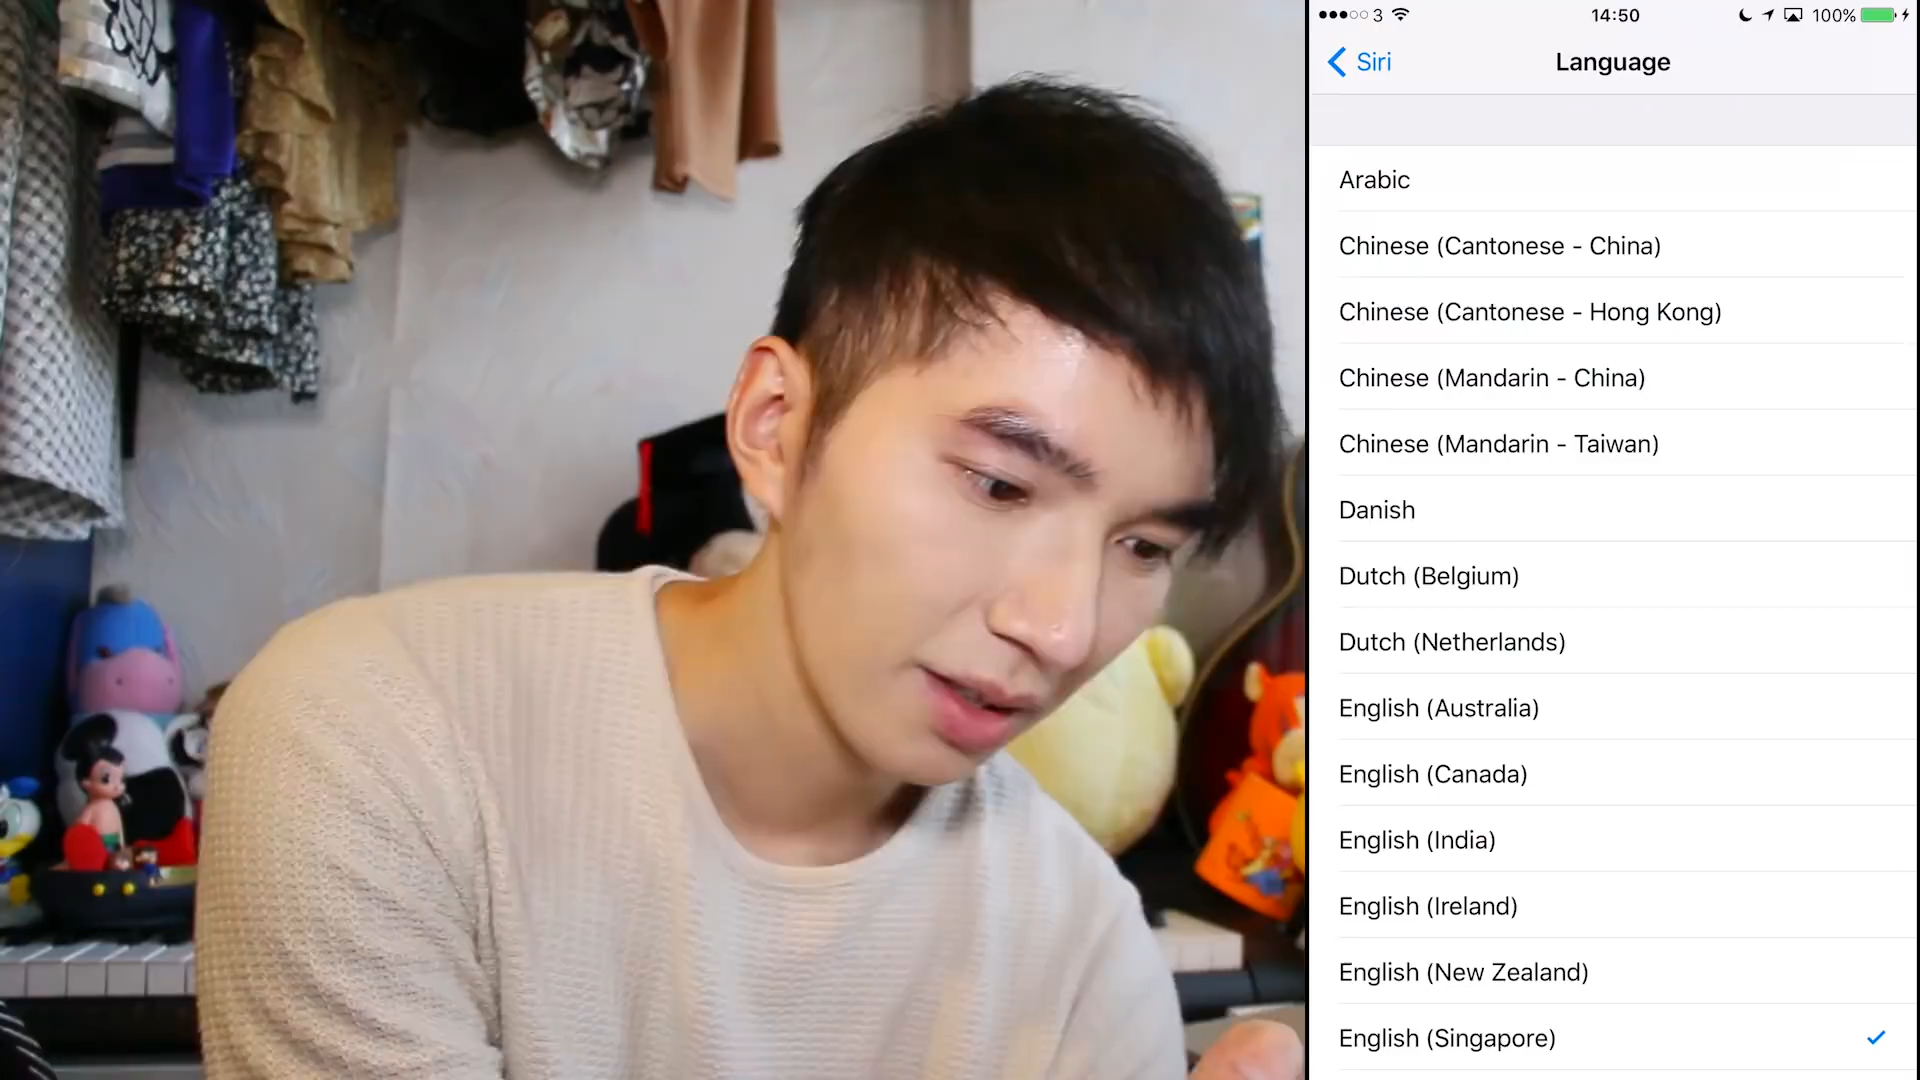 3 14:50 100%
Siri Language
Arabic
Chinese (Cantonese - China)
Chinese (Cantonese - Hong Kong)
Chinese (Mandarin - China)
Chinese (Mandarin - Taiwan)
Danish
Dutch (Belgium)
Dutch (Netherlands)
English (Australia)
English (Canada)
English (India)
English (Ireland)
English (New Zealand)
English (Singapore)